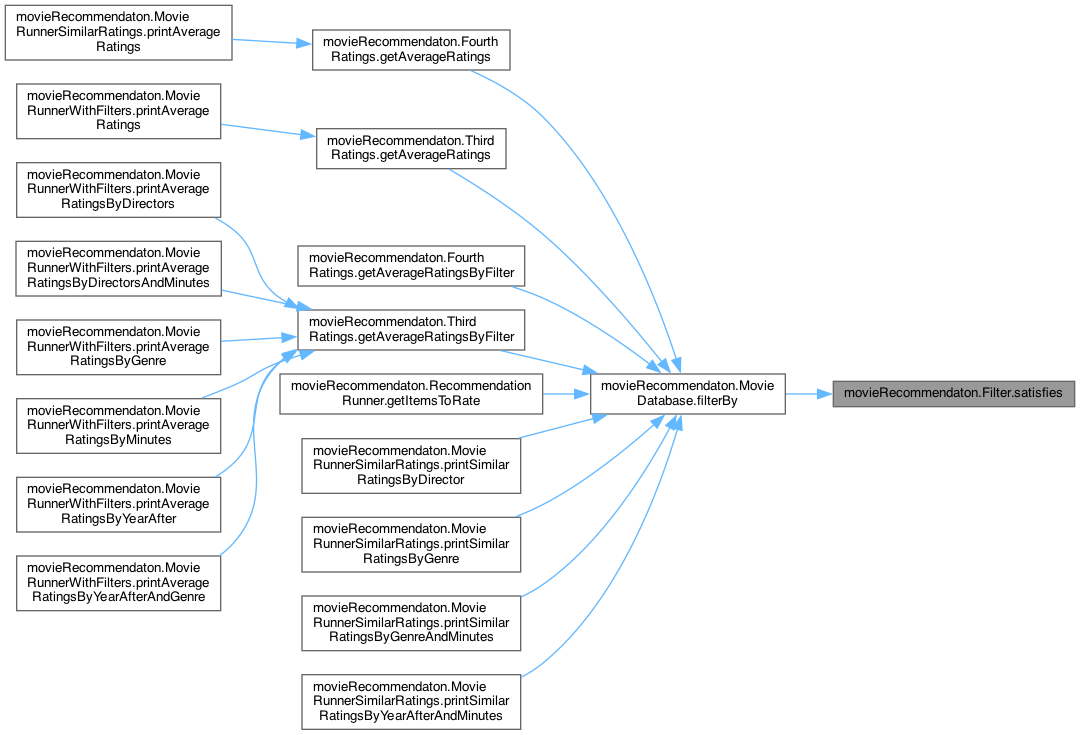 movieRecommendaton.Movie
RunnerSimilarRatings.printAverage
Ratings
movieRecommendaton.Movie
RunnerWithFilters.printAverage
Ratings
movieRecommendaton.Movie
RunnerWithFilters.printAverage
RatingsByDirectors
movieRecommendaton.Movie
RunnerWithFilters.printAverage
RatingsByDirectorsAndMinutes
movieRecommendaton.Movie
RunnerWithFilters.printAverage
RatingsByGenre
movieRecommendaton.Movie
RunnerWithFilters.printAverage
RatingsByMinutes
movieRecommendaton.Movie
RunnerWithFilters.printAverage
RatingsByYearAfter
movieRecommendaton.Movie
RunnerWithFilters.printAverage
RatingsByYearAfterAndGenre
movieRecommendaton.Fourth
Ratings.getAverageRatings
movieRecommendaton.Third
Ratings.getAverageRatings
movieRecommendaton.Fourth
Ratings.getAverageRatingsByFilter
movieRecommendaton.Third
Ratings.getAverageRatingsByFilter
movieRecommendaton.Recommendation
Runner.getItemsToRate
movieRecommendaton.Movie
RunnerSimilarRatings.printSimilar
RatingsByDirector
movieRecommendaton.Movie
RunnerSimilarRatings.printSimilar
RatingsByGenre
movieRecommendaton.Movie
RunnerSimilarRatings.printSimilar
RatingsByGenreAndMinutes
movieRecommendaton.Movie
RunnerSimilarRatings.printSimilar
RatingsByYearAfterAndMinutes
movieRecommendaton.Movie
Database.filterBy
movieRecommendaton.Filter.satisfies